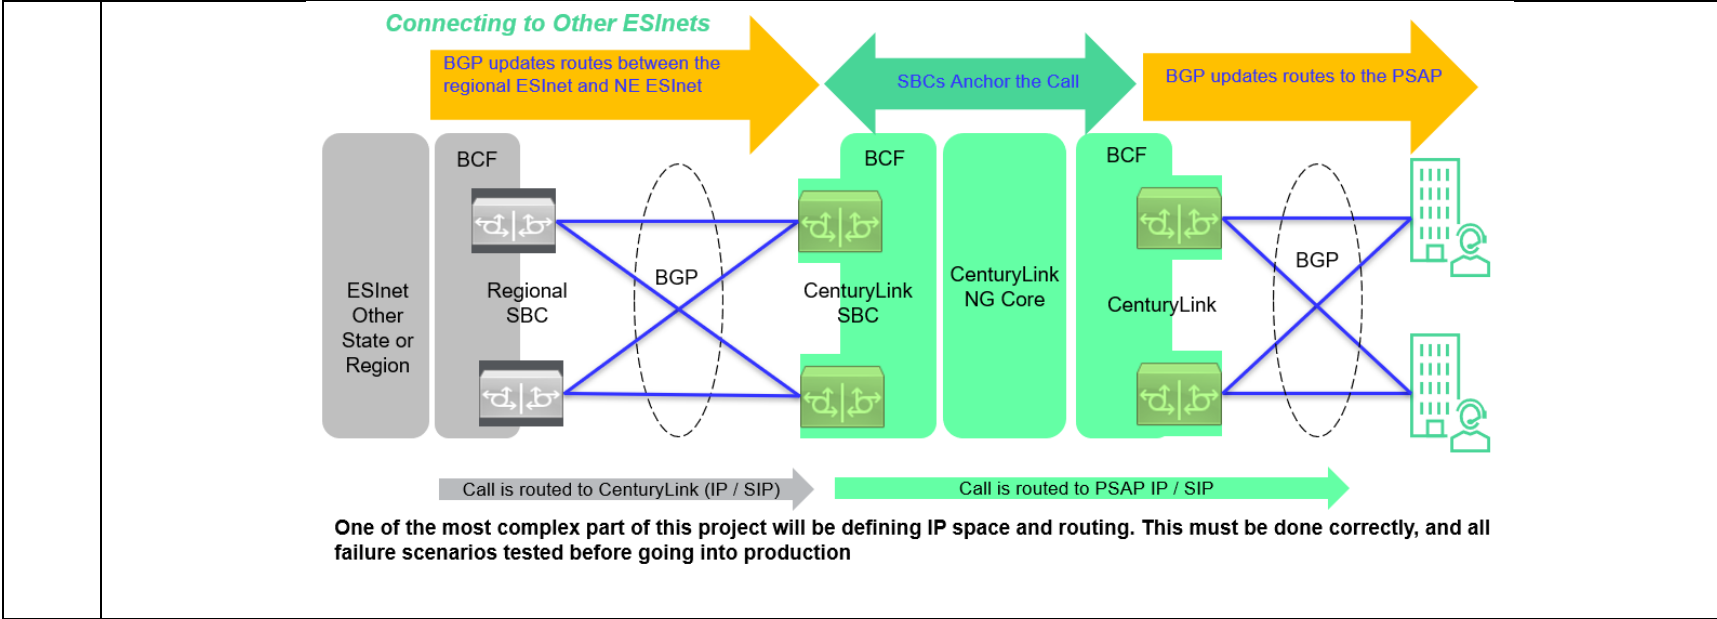 Connecting to Other ESInets
BGP updates routes between the
regional ESInet and NE ESInet
SBCs Anchor the Call
BGP updates routes to the PSAP
BCF
BCF
BCF
ESInet
Other
State or
Region
Regional
SBC
BGP
CenturyLink
SBC
CenturyLink
NG Core
CenturyLink
BGP
Call is routed to CenturyLink (IP / SIP)
Call is routed to PSAP IP / SIP
One of the most complex part of this project will be defining IP space and routing. This must be done correctly, and all
failure scenarios tested before going into production